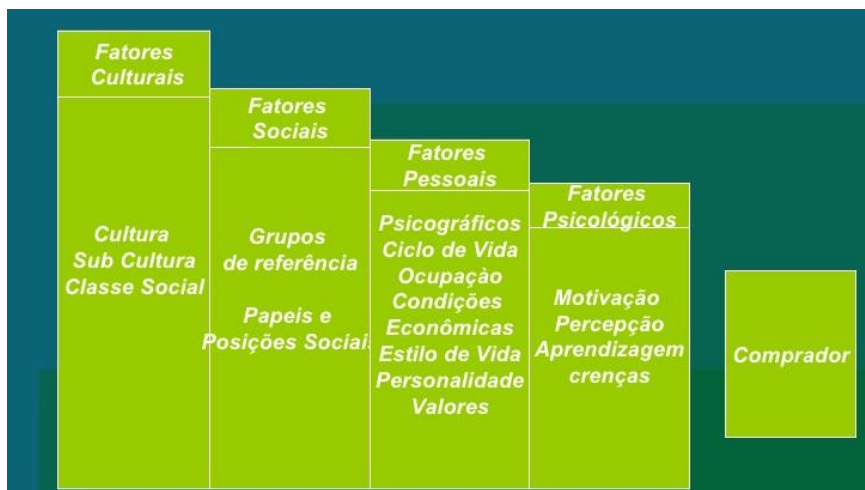 Fatores
Culturais
Cultura
Sub Cultura
Classe Social
Fatores
Sociais
Grupos
de referência
Papeis e
Posições Sociais
Fatores
Pessoais
Psicográficos
Ciclo de Vida
Ocupaçào
Condições
Econômicas
Estilo de Vida
Personalidade
Valores
Fatores
Psicológicos
Motivação
Percepção
Aprendizagem
crenças
Comprador